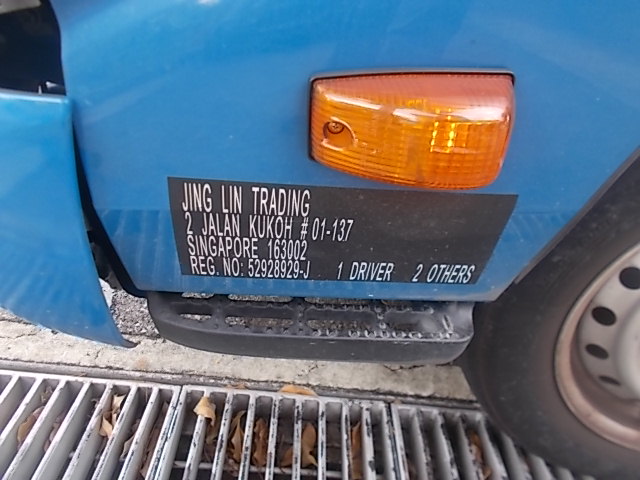 JING LIN TRADING
2 JALAN KUKOH # 01-137
SINGAPORE 163002
REG. NO: 52928929-J 1 DRIVER 2 OTHERS